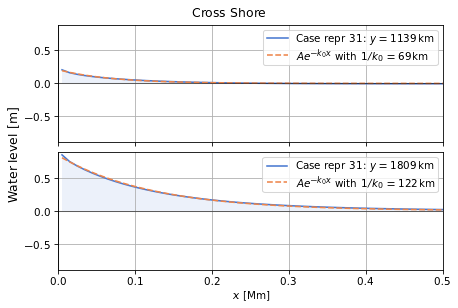 Cross Shore
Water level [m]
0.5
0.0
−0.5
Case repr 31: y = 1139 km
Ae^{−k₀x} with 1/k₀ = 69 km
0.5
0.0
−0.5
Case repr 31: y = 1809 km
Ae^{−k₀x} with 1/k₀ = 122 km
0.0 0.1 0.2 0.3 0.4 0.5
x [Mm]